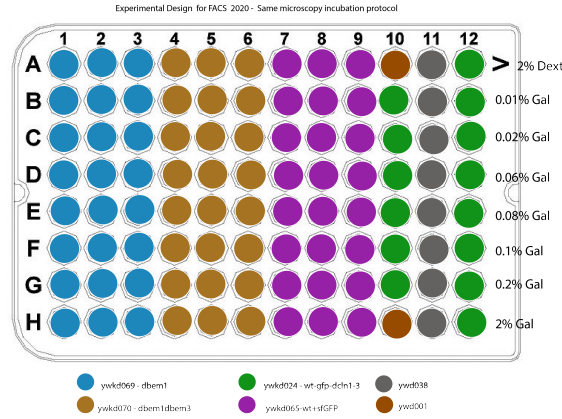 Experimental Design for FACS 2020 - Same microscopy incubation protocol
1 2 3 4 5 6 7 8 9 10 11 12
A > 2% Dext
B 0.01% Gal
C 0.02% Gal
D 0.06% Gal
E 0.08% Gal
F 0.1% Gal
G 0.2% Gal
H 2% Gal
ywkd069 - dbem1 ywkd024 - wt-gfp-dcln1-3 ywd038
ywkd070 - dbem1dbem3 ywkd065-wt+sfGFP ywd001